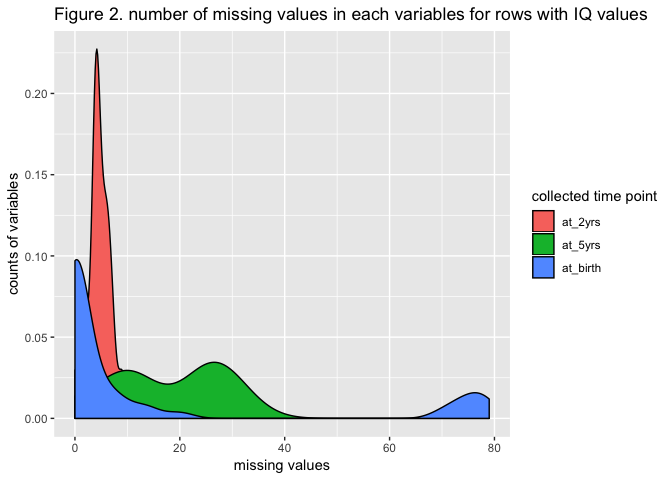 Figure 2. number of missing values in each variables for rows with IQ values
counts of variables
0.20
0.15
0.10
0.05
0.00
0
20
40
60
80
missing values
collected time point
at_2yrs
at_5yrs
at_birth